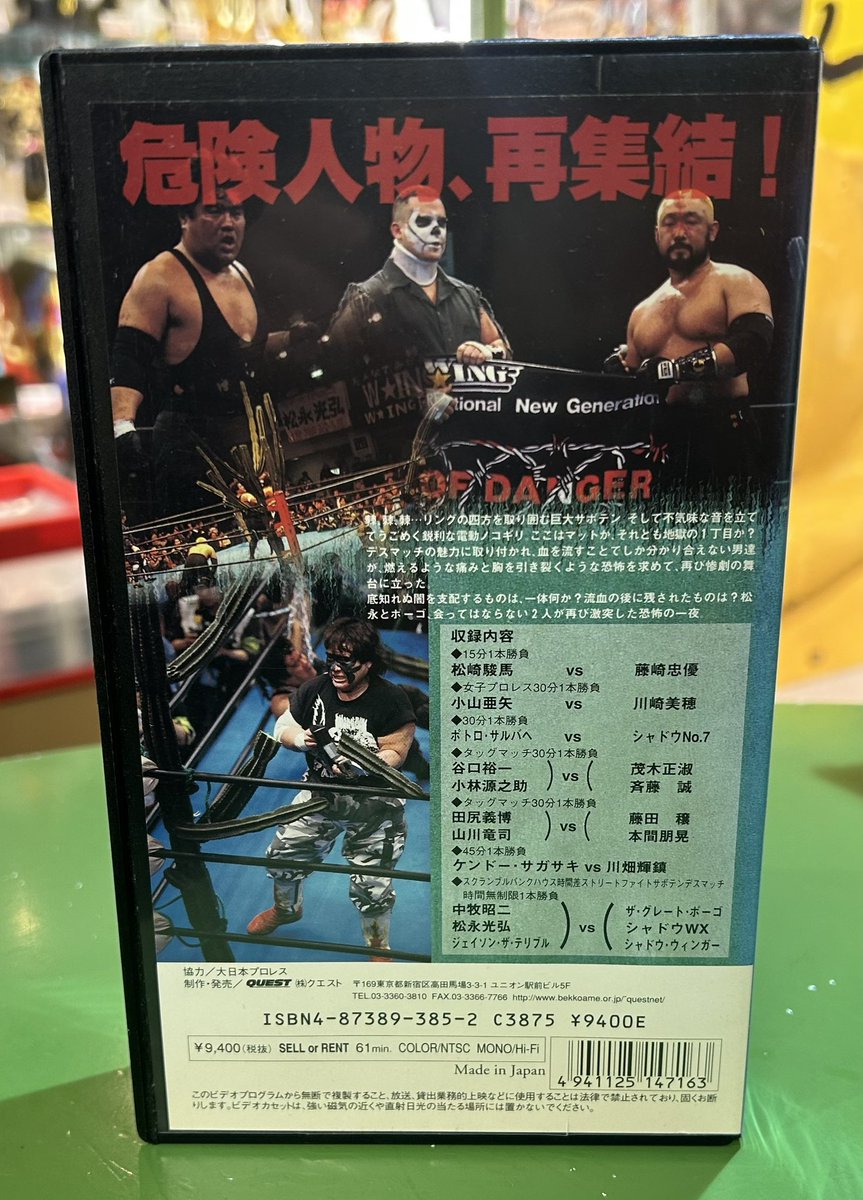 危険人物、再集結！
WING
松永光弘
W★ING
tional New Generation
OF DANGER
棘、棘、棘…リングの四方を取り囲む巨大サボテン、そして不気味な音を立て
てうごめく鋭利な電動ノコギリ。ここはマットか、それとも地獄の1丁目か？
デスマッチの魅力に取り付かれ、血を流すことでしか分かり合えない男達
が、燃えるような痛みと胸を引き裂くような恐怖を求めて、再び惨劇の舞
台に立った。
底知れぬ闇を支配するものは、一体何か？流血の後に残されたものは？松
永とポーゴ、会ってはならない2人が再び激突した恐怖の一夜。
収録内容
◆15分1本勝負
松崎駿馬 vs 藤崎忠優
◆女子プロレス30分1本勝負
小山亜矢 vs 川崎美穂
◆30分1本勝負
ポトロ・サルバヘ vs シャドウNo.7
◆タッグマッチ30分1本勝負
谷口裕一 ) vs ( 茂木正淑
小林源之助 斉藤 誠
◆タッグマッチ30分1本勝負
田尻義博 ) vs ( 藤田 穣
山川竜司 本間朋晃
◆45分1本勝負
ケンドー・サガサキ vs 川畑輝鎮
◆スクランブルバンクハウス時間差ストリートファイトサボテンデスマッチ
時間無制限1本勝負
中牧昭二 ザ・グレート・ポーゴ
松永光弘 ) vs ( シャドウWX
ジェイソン・ザ・テリブル シャドウ・ウィンガー
協力／大日本プロレス
制作・発売／ QUEST ㈱クエスト 〒169東京都新宿区高田馬場3-3-1 ユニオン駅前ビル5F
TEL.03-3360-3810 FAX.03-3366-7766 http://www.bekkoame.or.jp/~questnet/
ISBN4-87389-385-2 C3875 ¥9400E
¥9,400(税抜) SELL or RENT 61min. COLOR/NTSC MONO/Hi-Fi
Made in Japan
4 941125 147163
このビデオプログラムから無断で複製すること、放送、貸出業務的上映などに使用することは法律で禁止されており、固くお断
りします。ビデオカセットは、強い磁気の近くや直射日光の当たる場所には置かないでください。